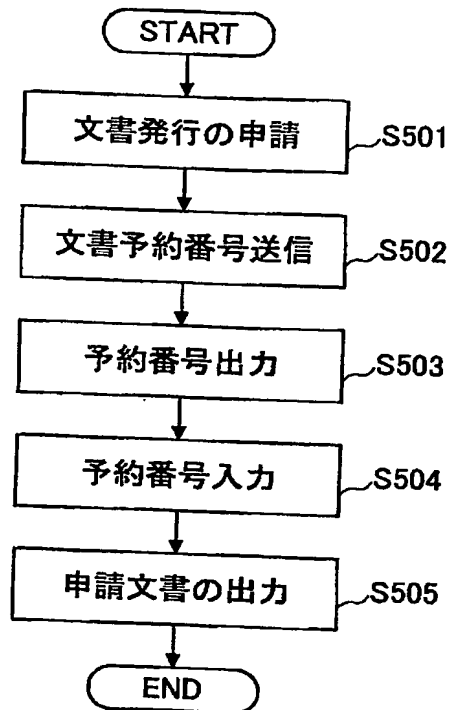 START
文書発行の申請
S501
文書予約番号送信
S502
予約番号出力
S503
予約番号入力
S504
申請文書の出力
S505
END